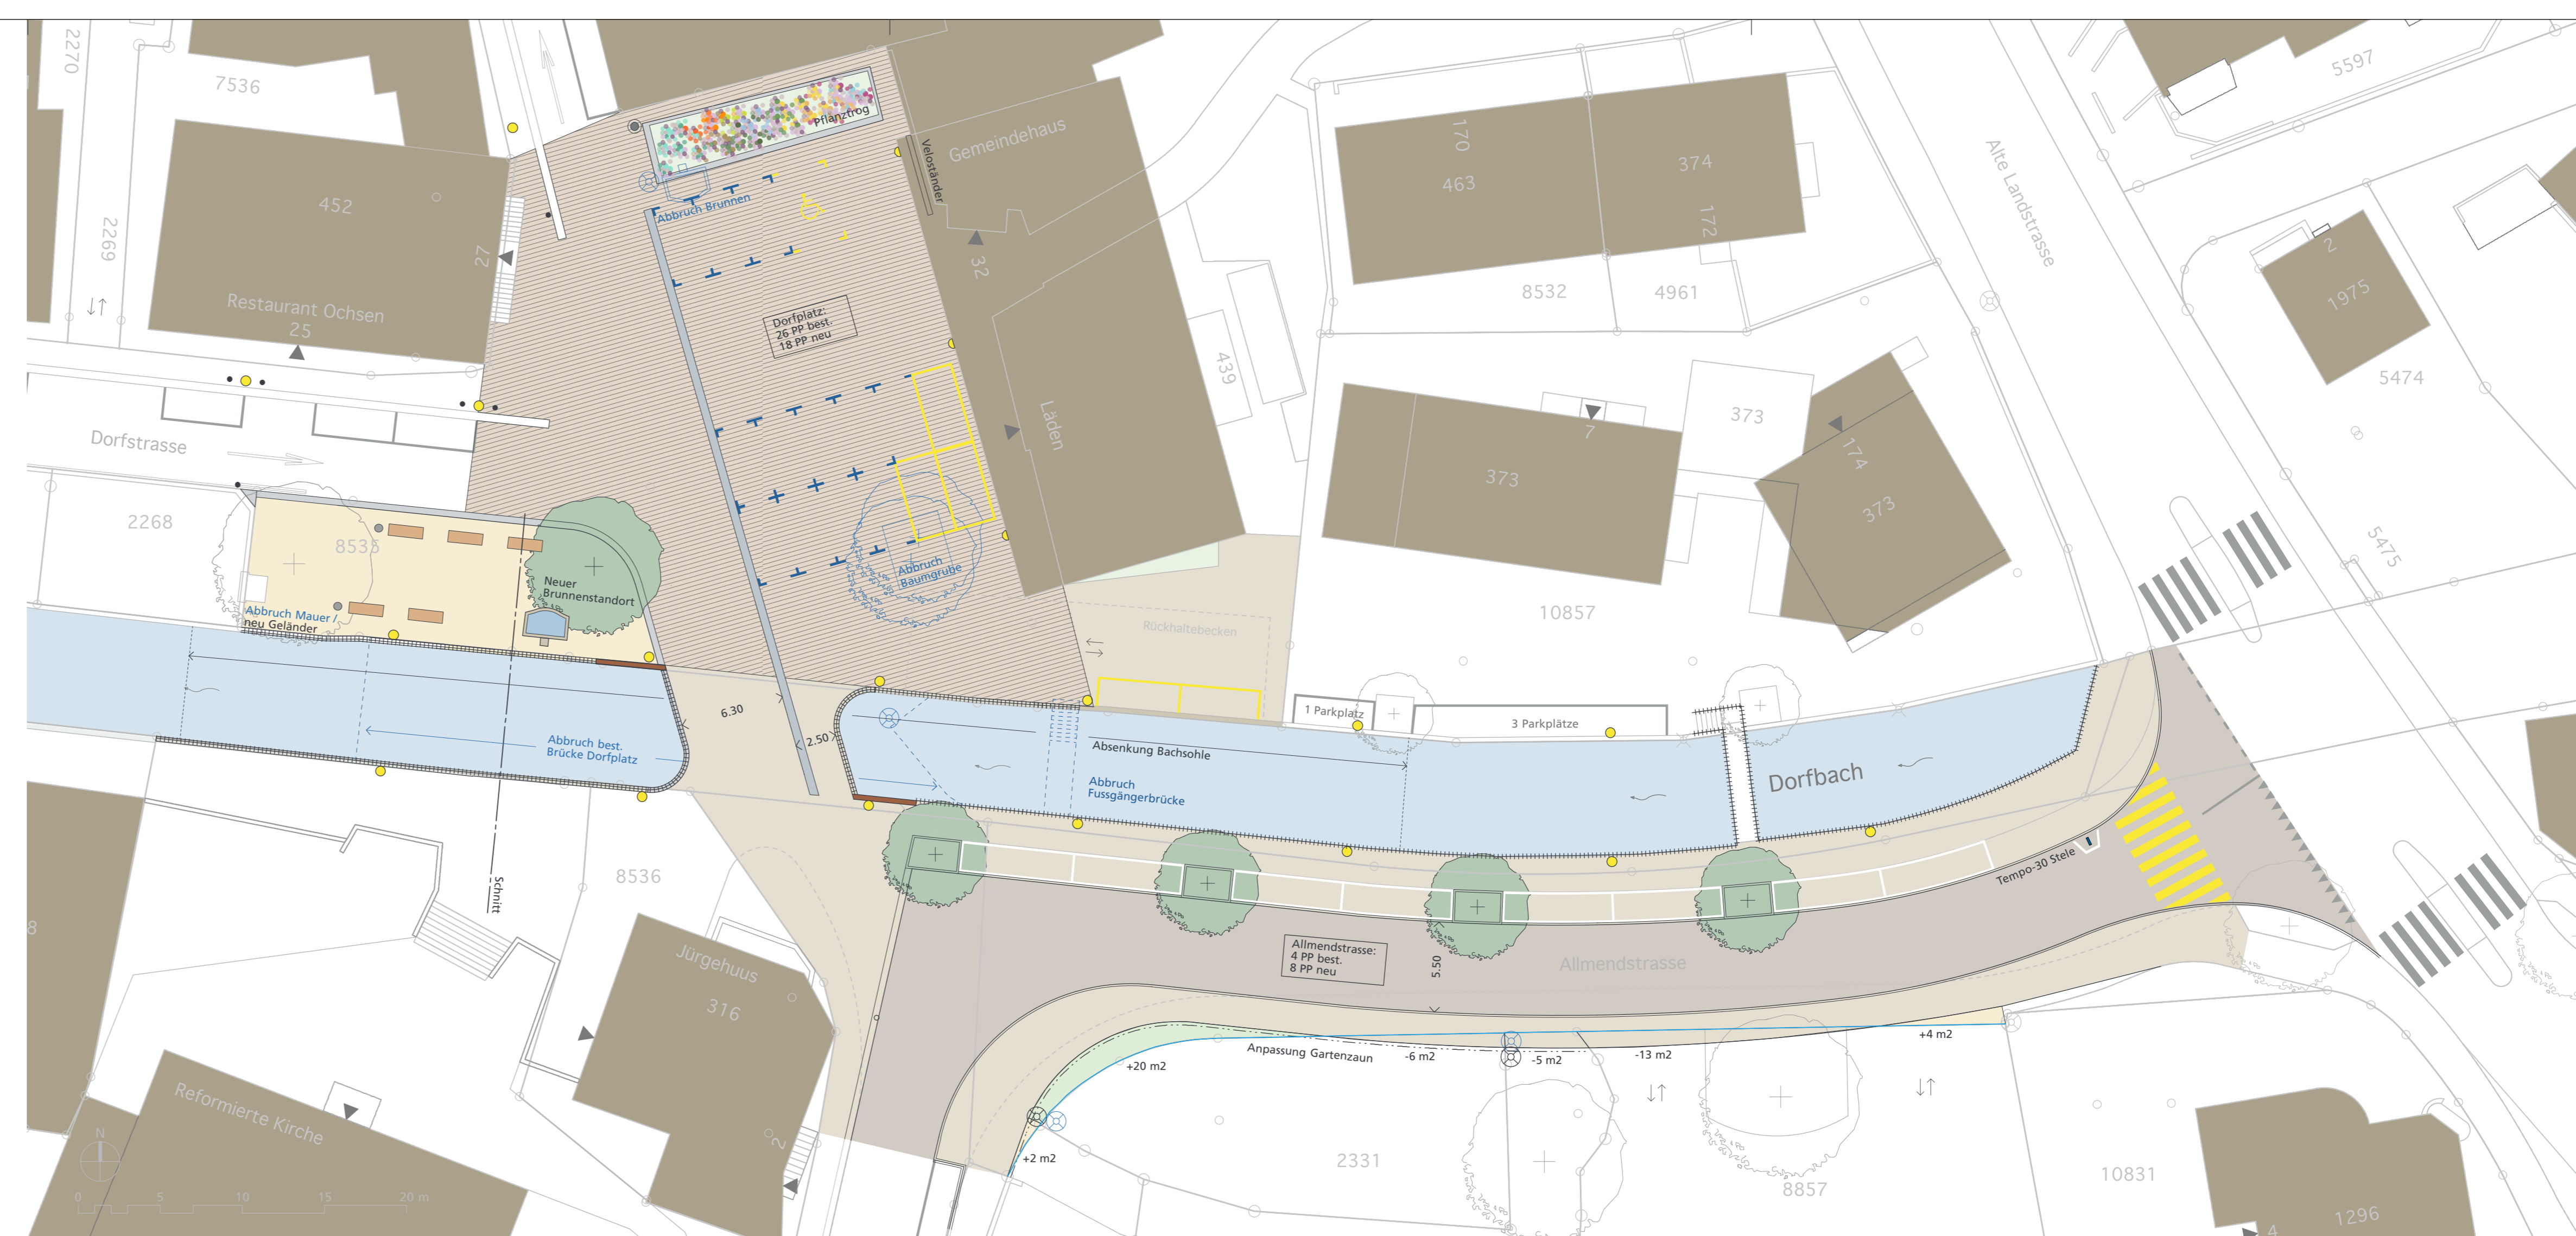 2270
7536
452
27
2269
Restaurant Ochsen
25
Dorfstrasse
2268
8535
Pflanztrog
Abbruch Brunnen
Veloständer
Gemeindehaus
32
Dorfplatz:
26 PP best.
18 PP neu
Läden
439
Abbruch
Baumgrube
Neuer
Brunnenstandort
Abbruch Mauer /
neu Geländer
170
463
374
172
8532
4961
Alte Landstrasse
5597
2
1975
5474
5475
373
7
373
174
373
10857
Rückhaltebecken
1 Parkplatz
3 Parkplätze
6.30
2.50
Abbruch best.
Brücke Dorfplatz
Absenkung Bachsohle
Abbruch
Fussgängerbrücke
Dorfbach
Tempo-30 Stele
Schnitt
8536
8
Jürgehuus
316
2
Reformierte Kirche
Allmendstrasse:
4 PP best.
8 PP neu
5.50
Allmendstrasse
Anpassung Gartenzaun
+20 m2
-6 m2
-5 m2
-13 m2
+4 m2
+2 m2
2331
8857
10831
1296
4
N
0 5 10 15 20 m